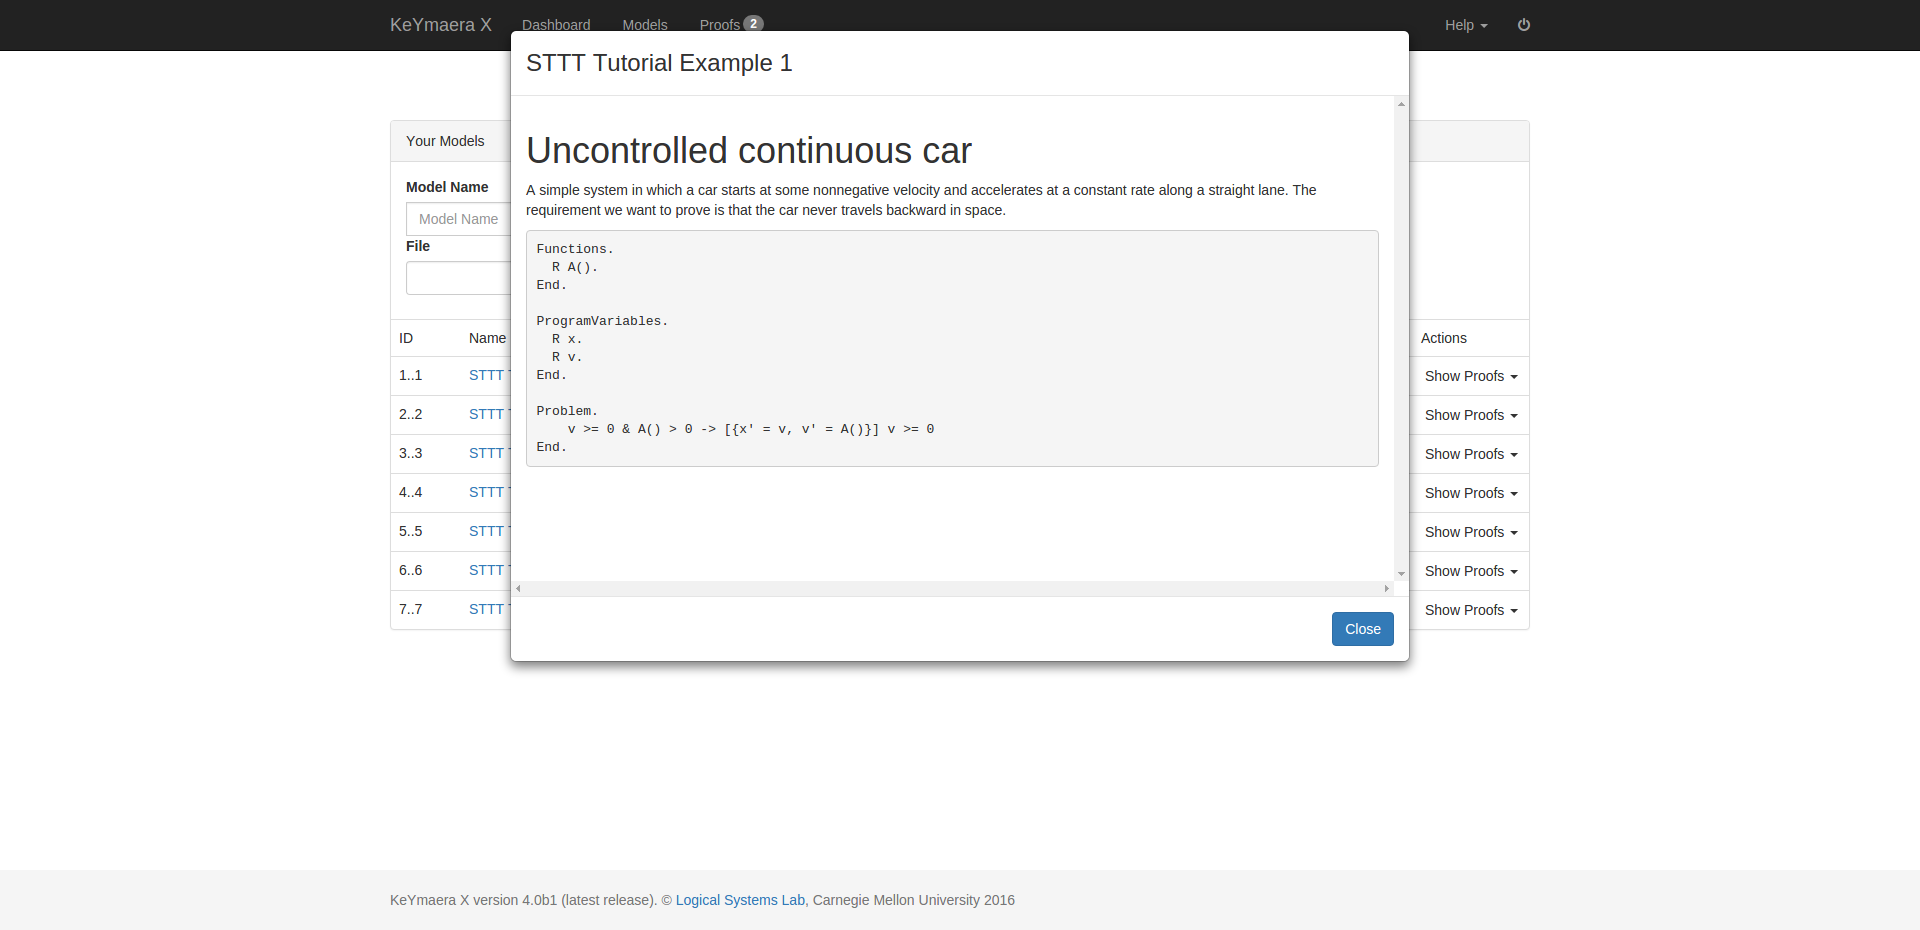 KeYmaera X Dashboard Models Proofs 2 Help
STTT Tutorial Example 1
Uncontrolled continuous car
A simple system in which a car starts at some nonnegative velocity and accelerates at a constant rate along a straight lane. The
requirement we want to prove is that the car never travels backward in space.
Functions.
  R A().
End.

ProgramVariables.
  R x.
  R v.
End.

Problem.
    v >= 0 & A() > 0 -> [{x' = v, v' = A()}] v >= 0
End.
Close
Your Models
Model Name
Model Name
File
ID Name Actions
1..1 STTT Show Proofs
2..2 STTT Show Proofs
3..3 STTT Show Proofs
4..4 STTT Show Proofs
5..5 STTT Show Proofs
6..6 STTT Show Proofs
7..7 STTT Show Proofs
KeYmaera X version 4.0b1 (latest release). © Logical Systems Lab, Carnegie Mellon University 2016